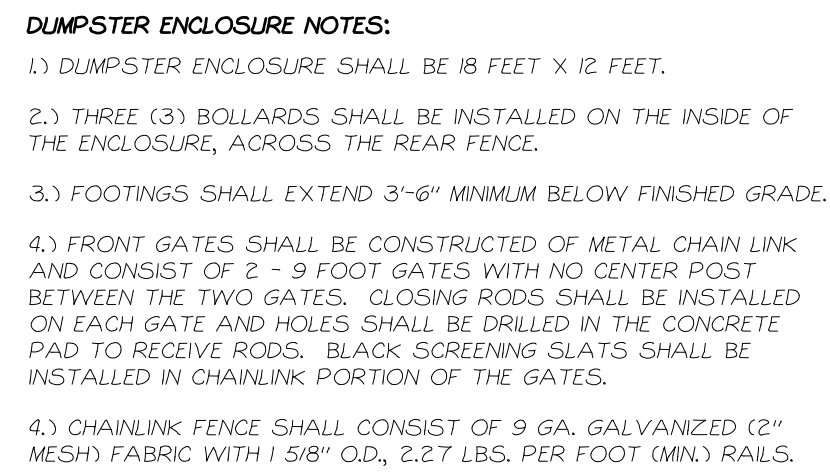 DUMPSTER ENCLOSURE NOTES:
1.) DUMPSTER ENCLOSURE SHALL BE 18 FEET X 12 FEET.
2.) THREE (3) BOLLARDS SHALL BE INSTALLED ON THE INSIDE OF
THE ENCLOSURE, ACROSS THE REAR FENCE.
3.) FOOTINGS SHALL EXTEND 3'-6" MINIMUM BELOW FINISHED GRADE.
4.) FRONT GATES SHALL BE CONSTRUCTED OF METAL CHAIN LINK
AND CONSIST OF 2 - 9 FOOT GATES WITH NO CENTER POST
BETWEEN THE TWO GATES. CLOSING RODS SHALL BE INSTALLED
ON EACH GATE AND HOLES SHALL BE DRILLED IN THE CONCRETE
PAD TO RECEIVE RODS. BLACK SCREENING SLATS SHALL BE
INSTALLED IN CHAINLINK PORTION OF THE GATES.
4.) CHAINLINK FENCE SHALL CONSIST OF 9 GA. GALVANIZED (2"
MESH) FABRIC WITH 1 5/8" O.D., 2.27 LBS. PER FOOT (MIN.) RAILS.